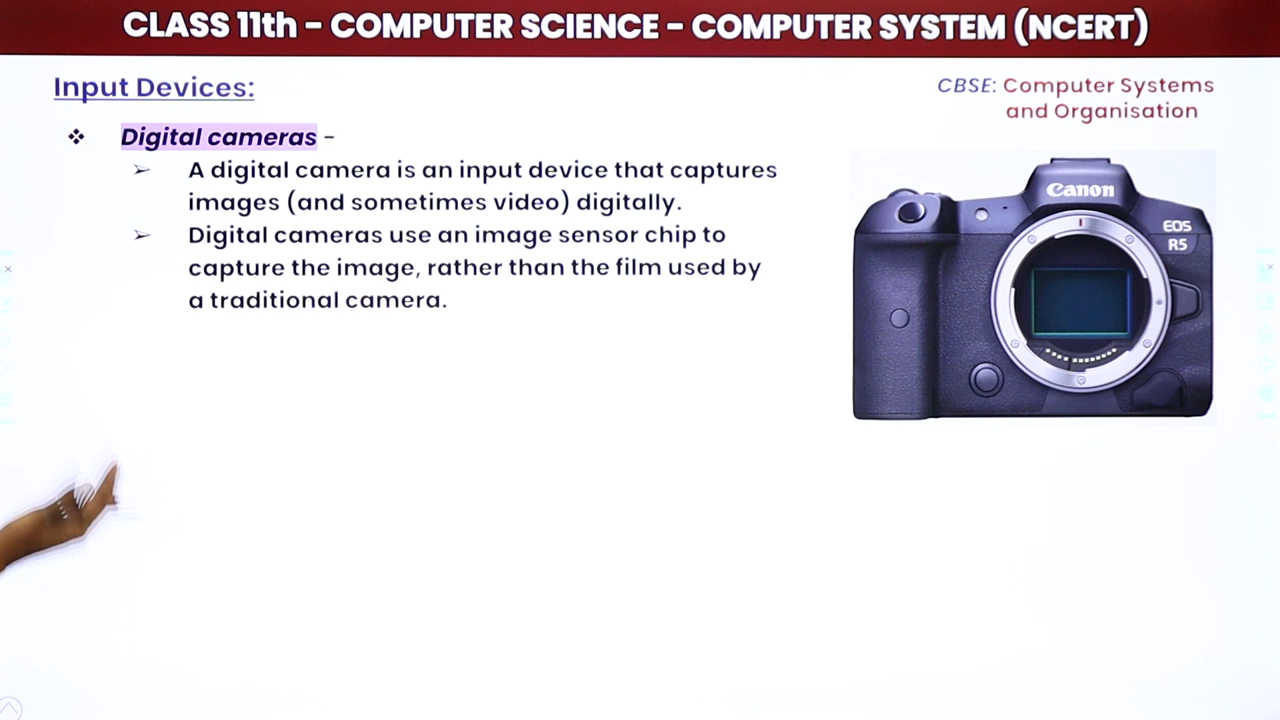 CLASS 11th - COMPUTER SCIENCE - COMPUTER SYSTEM (NCERT)
Input Devices:
CBSE: Computer Systems
and Organisation
❖ Digital cameras -
➢ A digital camera is an input device that captures
images (and sometimes video) digitally.
➢ Digital cameras use an image sensor chip to
capture the image, rather than the film used by
a traditional camera.
Canon
EOS
R5